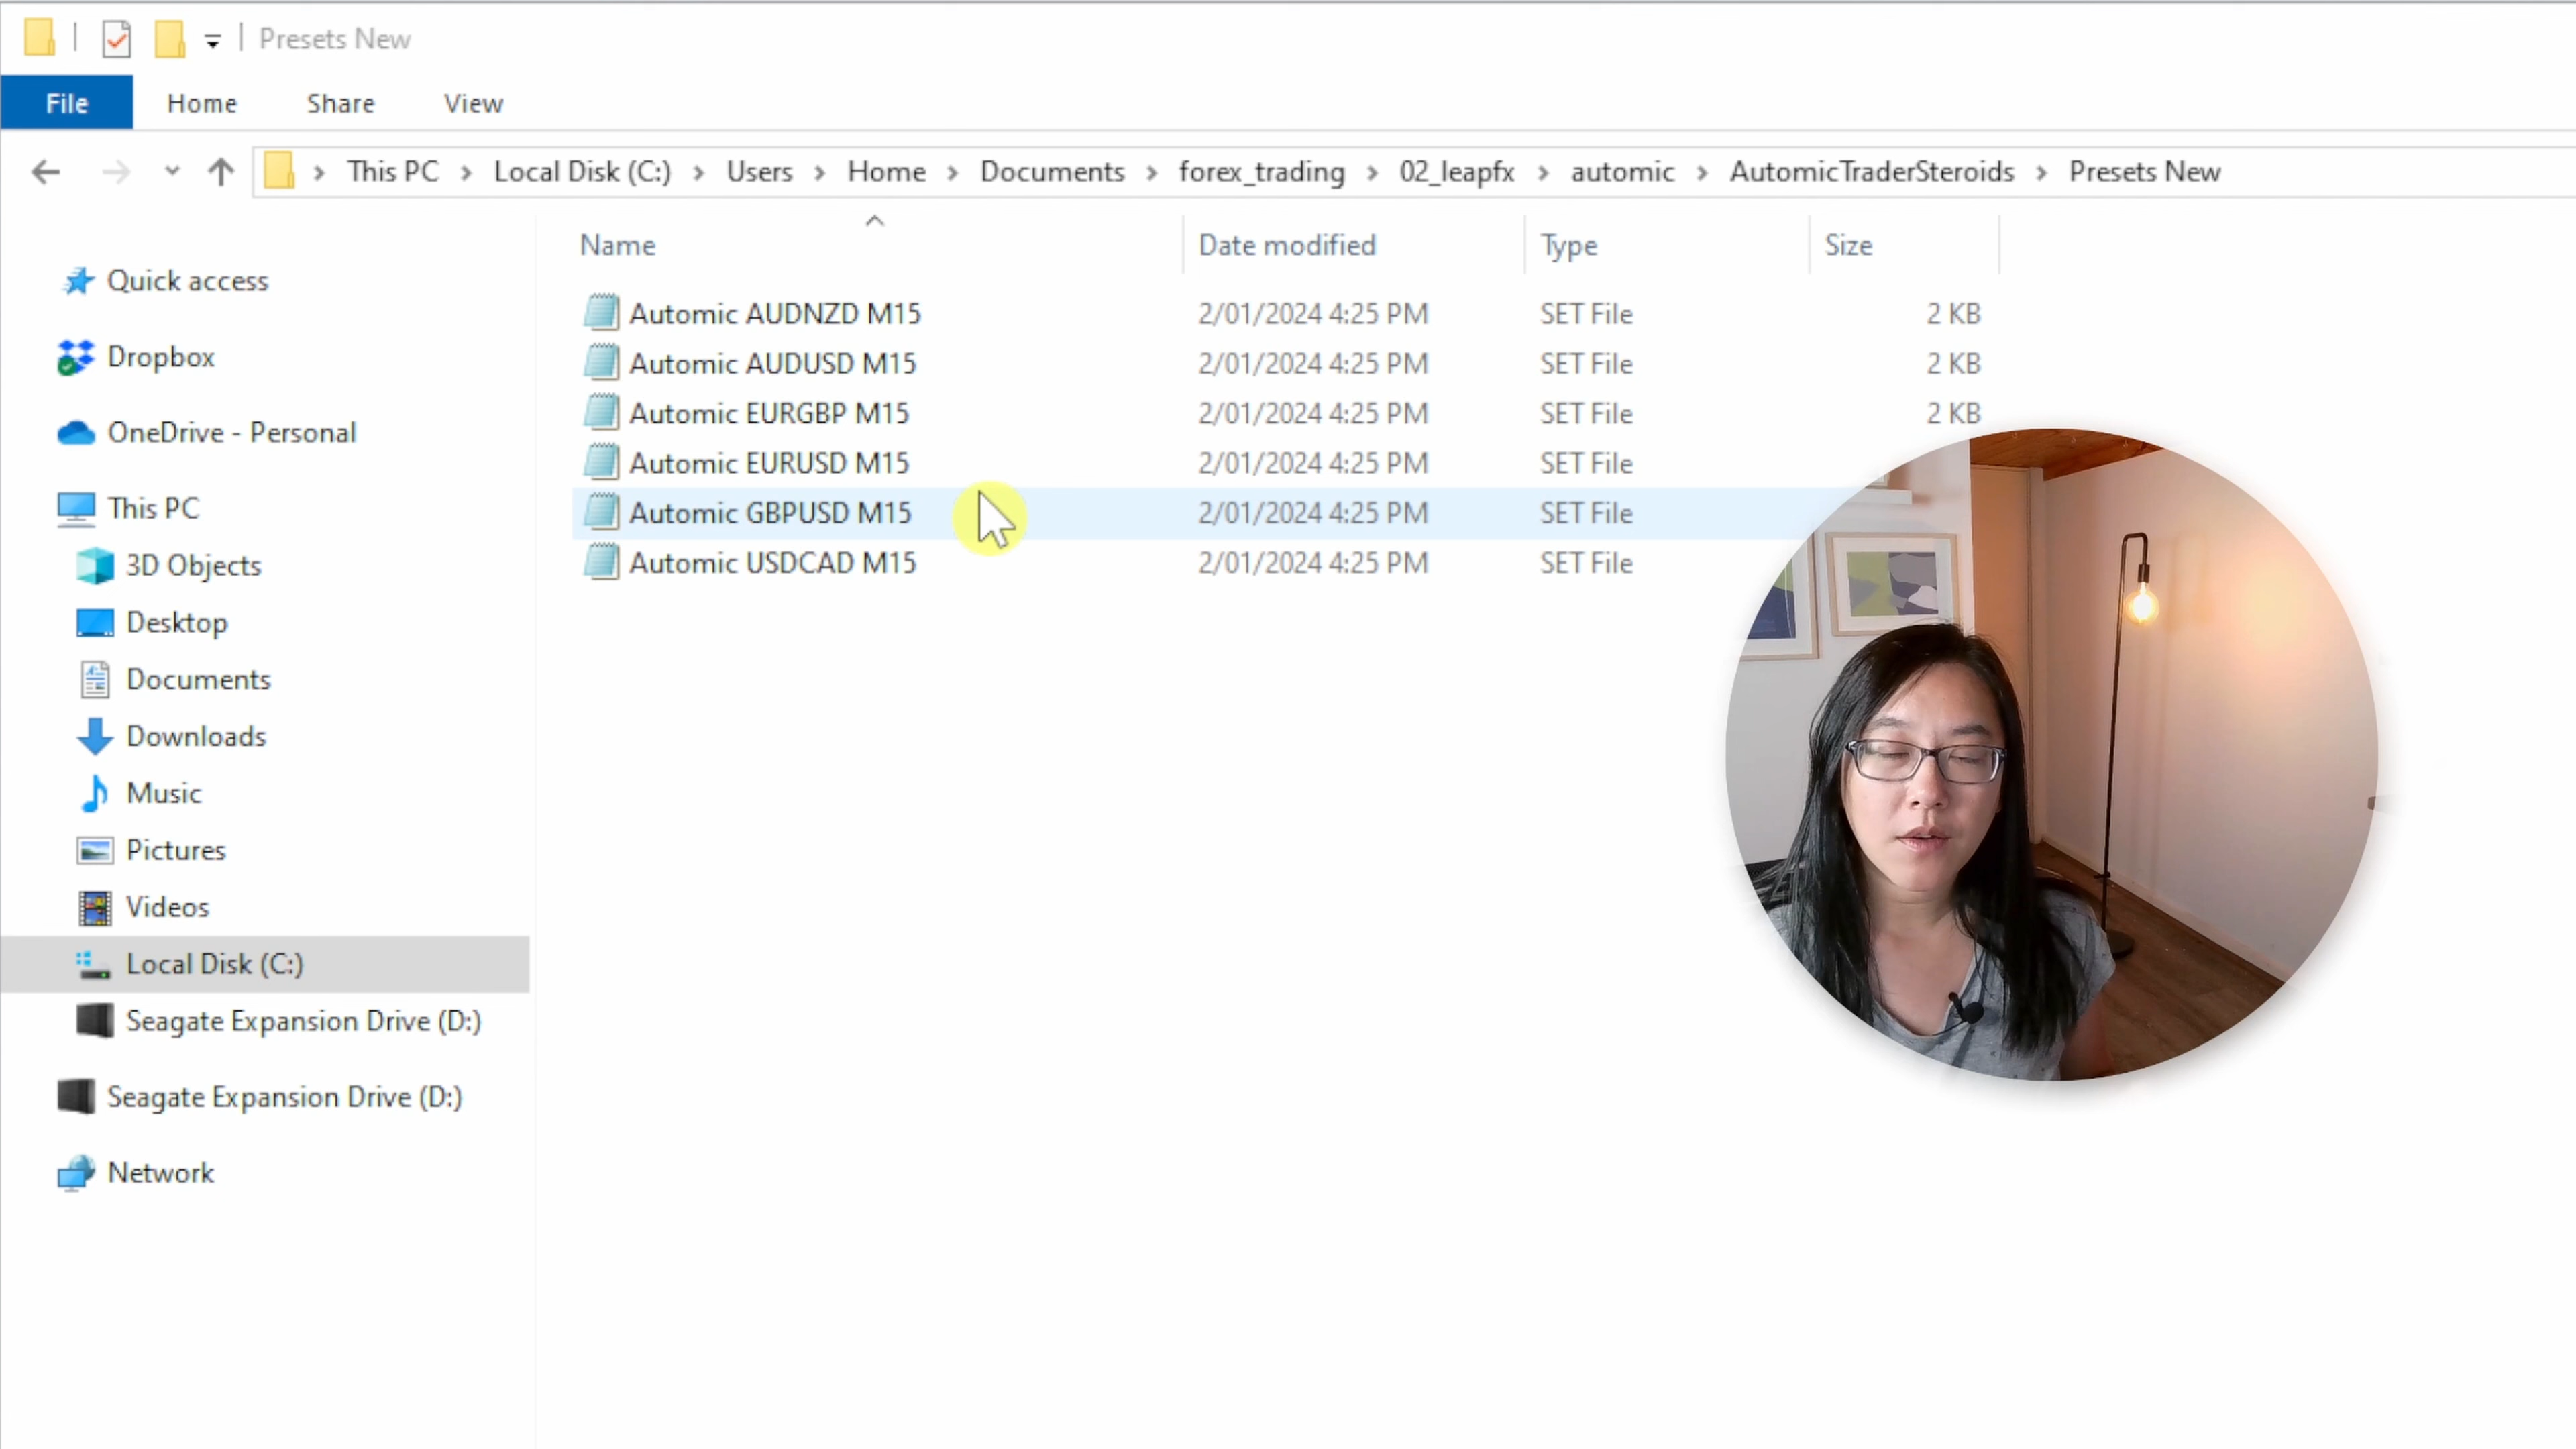 Presets New
File Home Share View
This PC Local Disk (C:) Users Home Documents forex_trading 02_leapfx automic AutomicTraderSteroids Presets New
Name Date modified Type Size
Automic AUDNZD M15 2/01/2024 4:25 PM SET File 2 KB
Automic AUDUSD M15 2/01/2024 4:25 PM SET File 2 KB
Automic EURGBP M15 2/01/2024 4:25 PM SET File 2 KB
Automic EURUSD M15 2/01/2024 4:25 PM SET File
Automic GBPUSD M15 2/01/2024 4:25 PM SET File
Automic USDCAD M15 2/01/2024 4:25 PM SET File
Quick access
Dropbox
OneDrive - Personal
This PC
3D Objects
Desktop
Documents
Downloads
Music
Pictures
Videos
Local Disk (C:)
Seagate Expansion Drive (D:)
Seagate Expansion Drive (D:)
Network